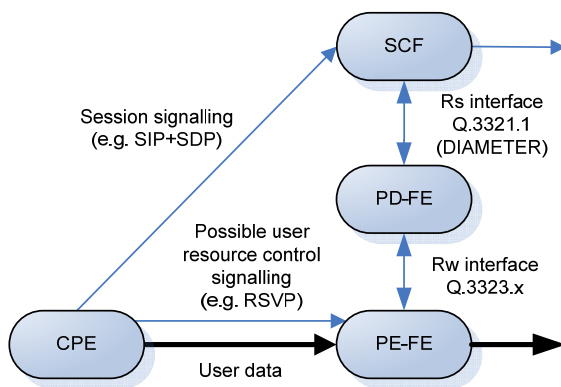 SCF
Session signalling
(e.g. SIP+SDP)
Rs interface
Q.3321.1
(DIAMETER)
PD-FE
Possible user
resource control
signalling
(e.g. RSVP)
Rw interface
Q.3323.x
CPE
User data
PE-FE